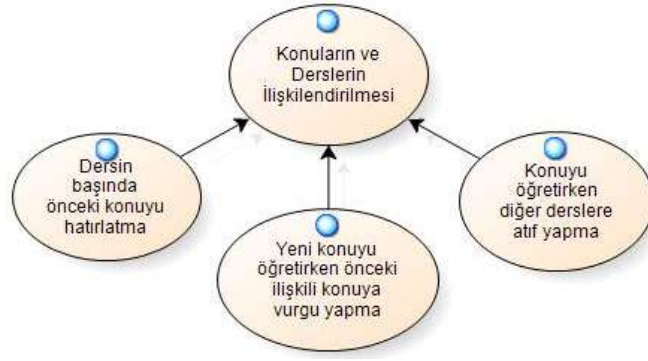 Konuların ve
Derslerin
İlişkilendirilmesi
Dersin
başında
önceki konuyu
hatırlatma
Yeni konuyu
öğretirken önceki
ilişkili konuya
vurgu yapma
Konuyu
öğretirken
diğer derslere
atıf yapma